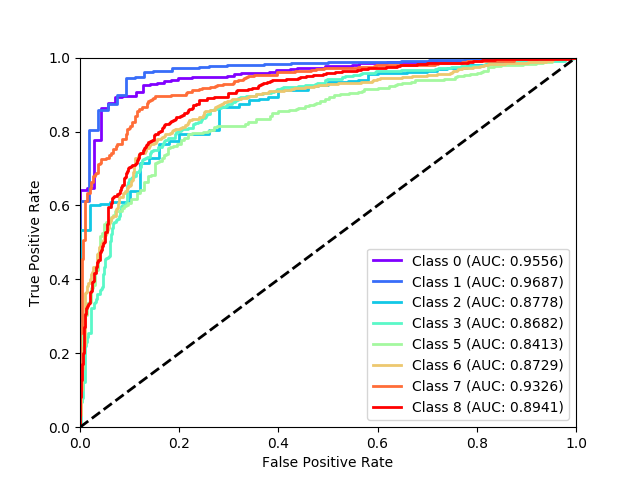 1.0
0.8
0.6
0.4
0.2
0.0
0.0 0.2 0.4 0.6 0.8 1.0
True Positive Rate
False Positive Rate
Class 0 (AUC: 0.9556)
Class 1 (AUC: 0.9687)
Class 2 (AUC: 0.8778)
Class 3 (AUC: 0.8682)
Class 5 (AUC: 0.8413)
Class 6 (AUC: 0.8729)
Class 7 (AUC: 0.9326)
Class 8 (AUC: 0.8941)